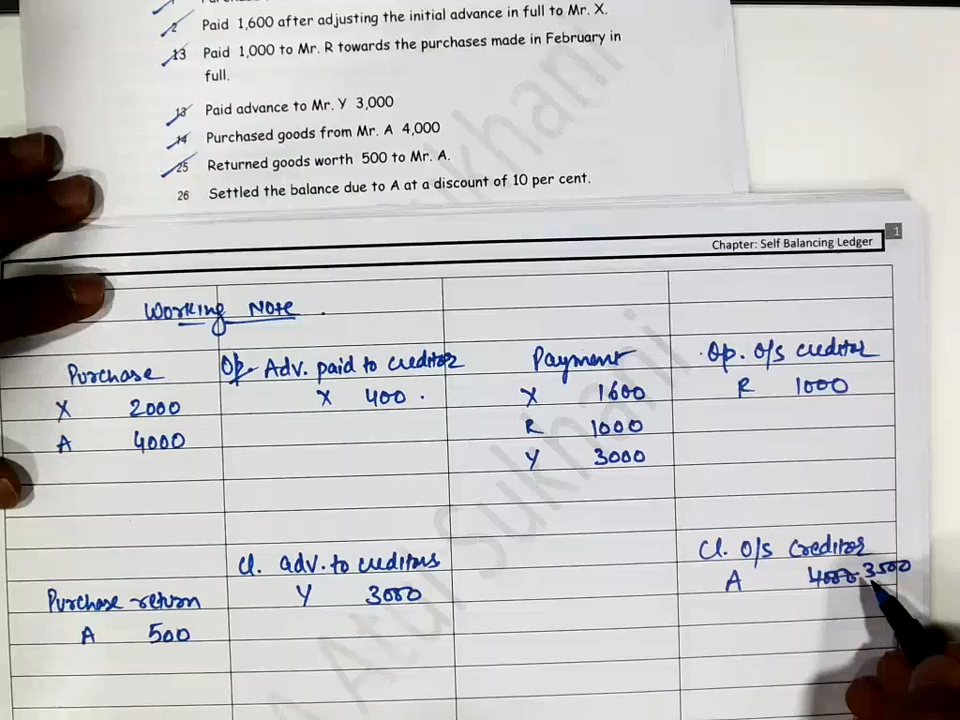 2 Paid 1,600 after adjusting the initial advance in full to Mr. X.
13 Paid 1,000 to Mr. R towards the purchases made in February in
full.
13 Paid advance to Mr. Y 3,000
14 Purchased goods from Mr. A 4,000
25 Returned goods worth 500 to Mr. A.
26 Settled the balance due to A at a discount of 10 per cent.
1
Chapter: Self Balancing Ledger
Working Note .
Purchase
X 2000
A 4000
Op. Adv. paid to creditor
X 400 .
Payment
X 1600
R 1000
Y 3000
Op. O/s creditor
R 1000
Purchase return
A 500
Cl. adv. to creditors
Y 3000
Cl. O/s Creditor
A 4000 3500
Atul Sukhani